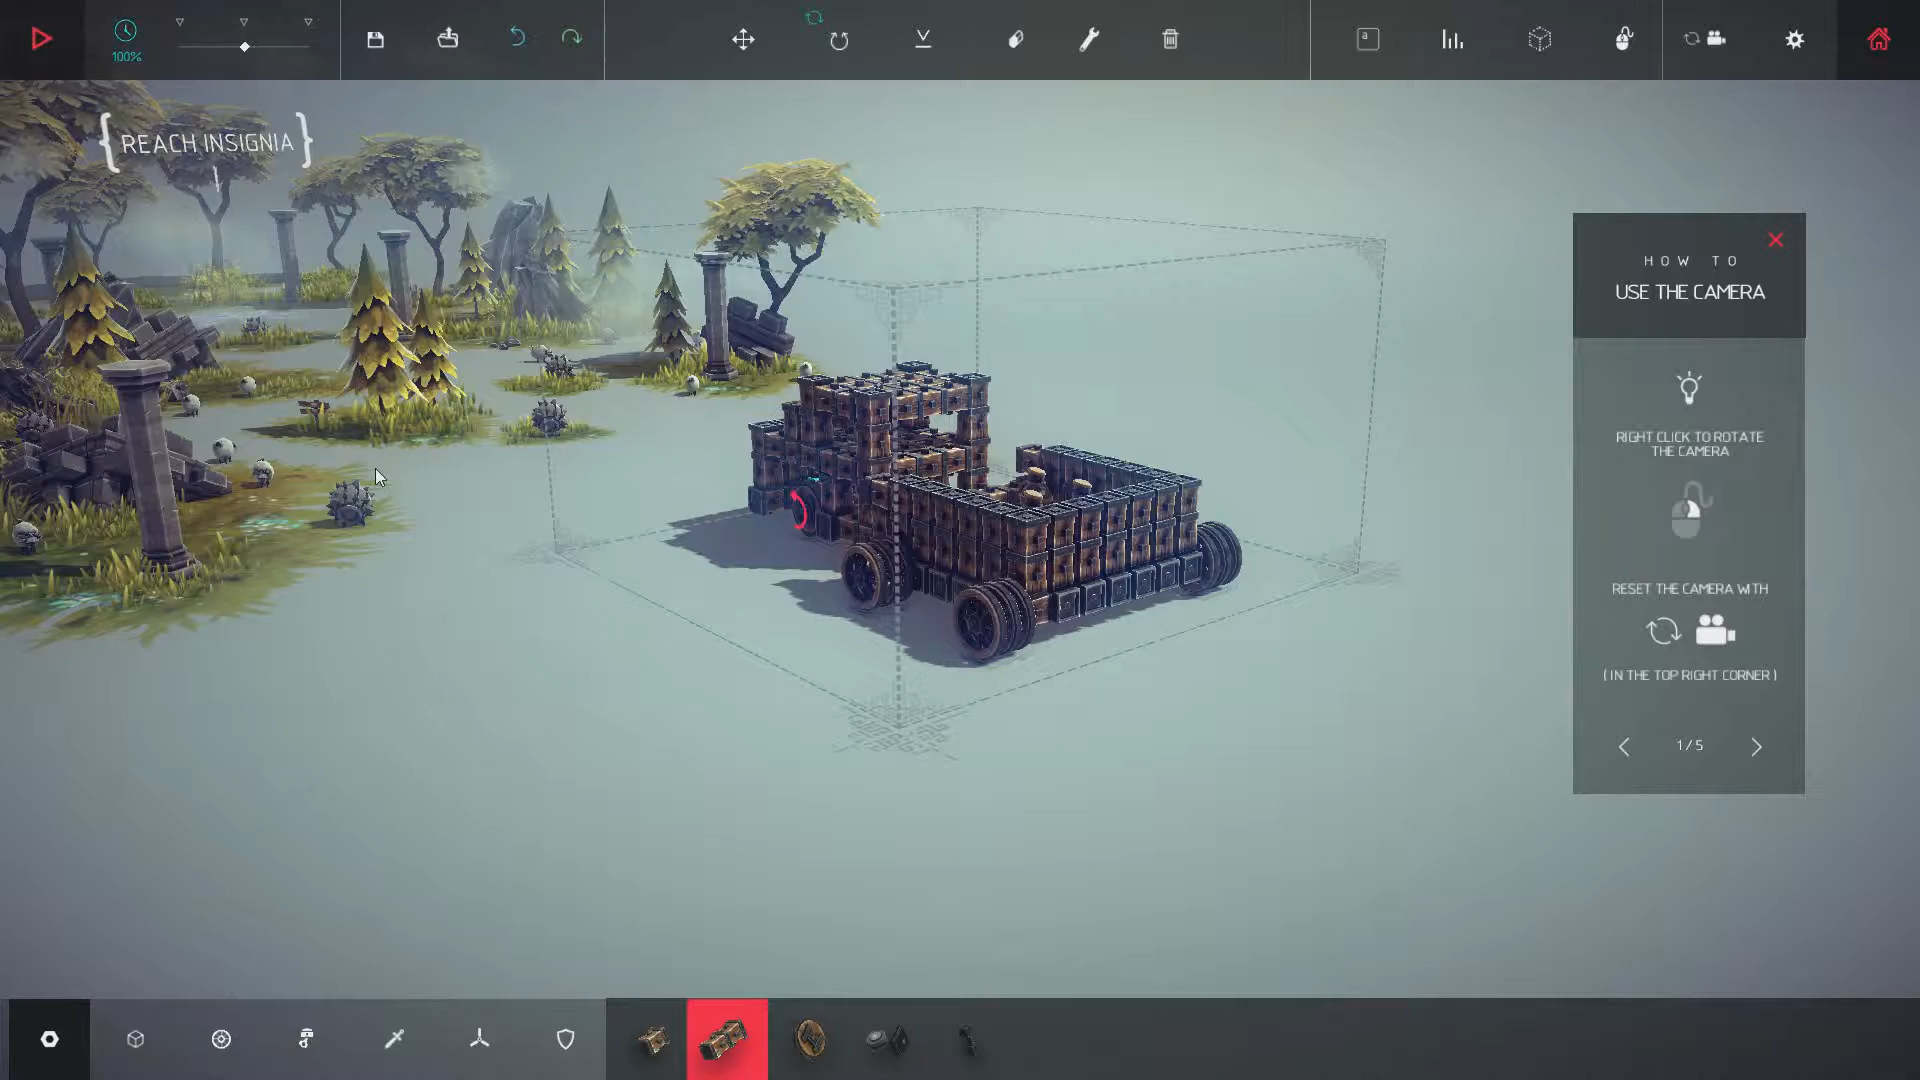 100%
a
{ REACH INSIGNIA }
HOW TO
USE THE CAMERA
RIGHT CLICK TO ROTATE
THE CAMERA
RESET THE CAMERA WITH
( IN THE TOP RIGHT CORNER )
1/5